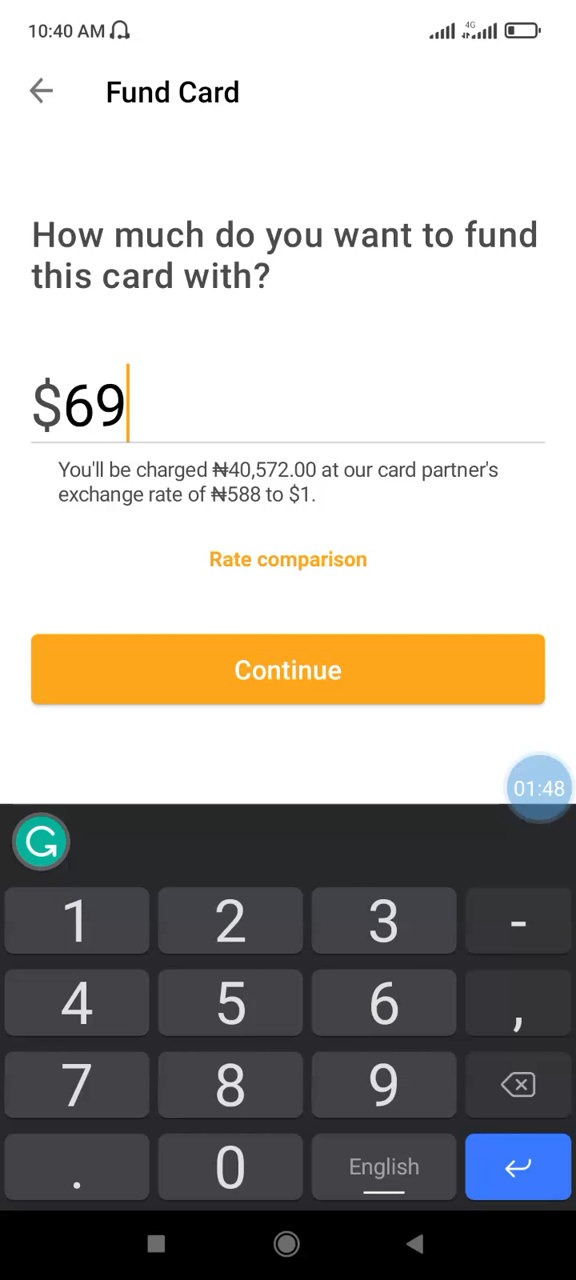 10:40 AM 4G
Fund Card
How much do you want to fund
this card with?
$69
You'll be charged ₦40,572.00 at our card partner's
exchange rate of ₦588 to $1.
Rate comparison
Continue
01:48
G
1 2 3 -
4 5 6 ,
7 8 9
. 0 English